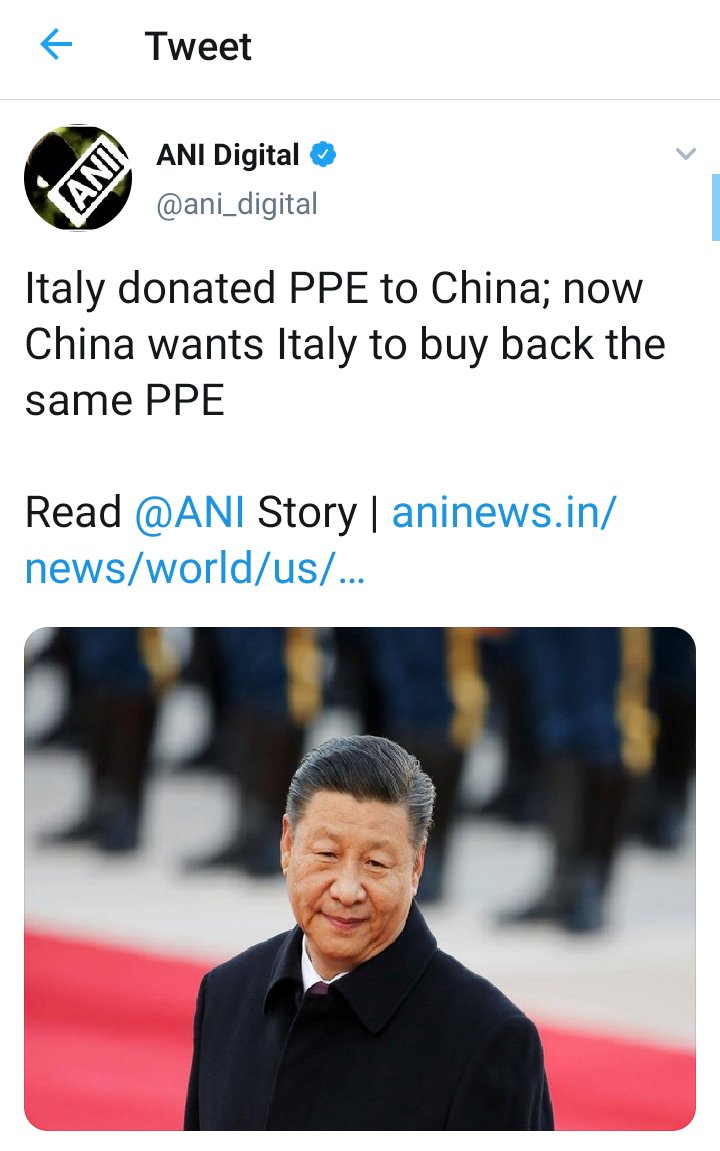 Tweet
ANI
ANI Digital
@ani_digital
Italy donated PPE to China; now
China wants Italy to buy back the
same PPE
Read @ANI Story | aninews.in/
news/world/us/...